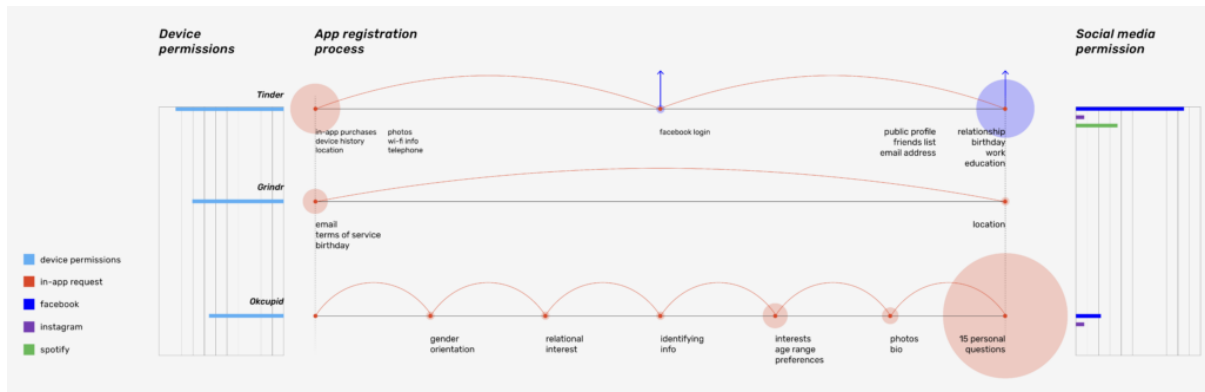 Device
permissions
App registration
process
Social media
permission
Tinder
in-app purchases
device history
location
photos
wi-fi info
telephone
facebook login
public profile
friends list
email address
relationship
birthday
work
education
Grindr
email
terms of service
birthday
location
device permissions
in-app request
facebook
instagram
spotify
Okcupid
gender
orientation
relational
interest
identifying
info
interests
age range
preferences
photos
bio
15 personal
questions